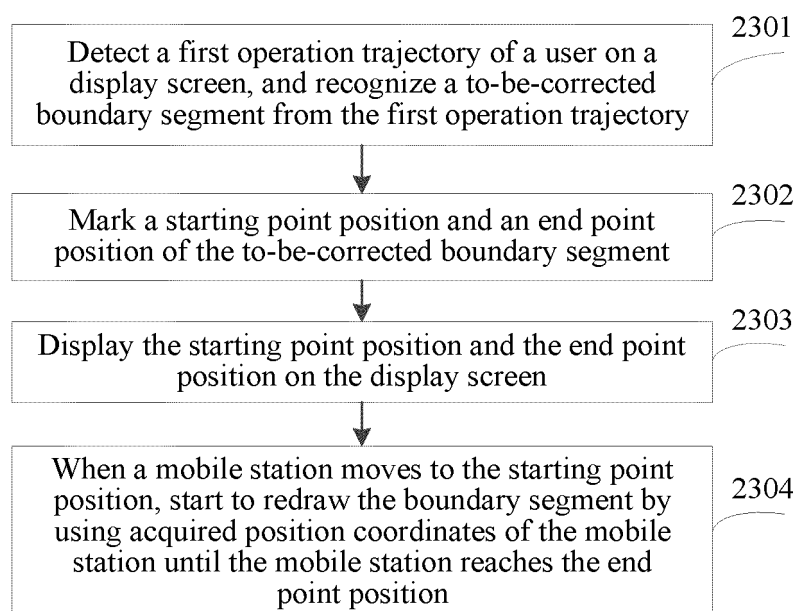 2301
Detect a first operation trajectory of a user on a
display screen, and recognize a to-be-corrected
boundary segment from the first operation trajectory
2302
Mark a starting point position and an end point
position of the to-be-corrected boundary segment
2303
Display the starting point position and the end point
position on the display screen
2304
When a mobile station moves to the starting point
position, start to redraw the boundary segment by
using acquired position coordinates of the mobile
station until the mobile station reaches the end
point position